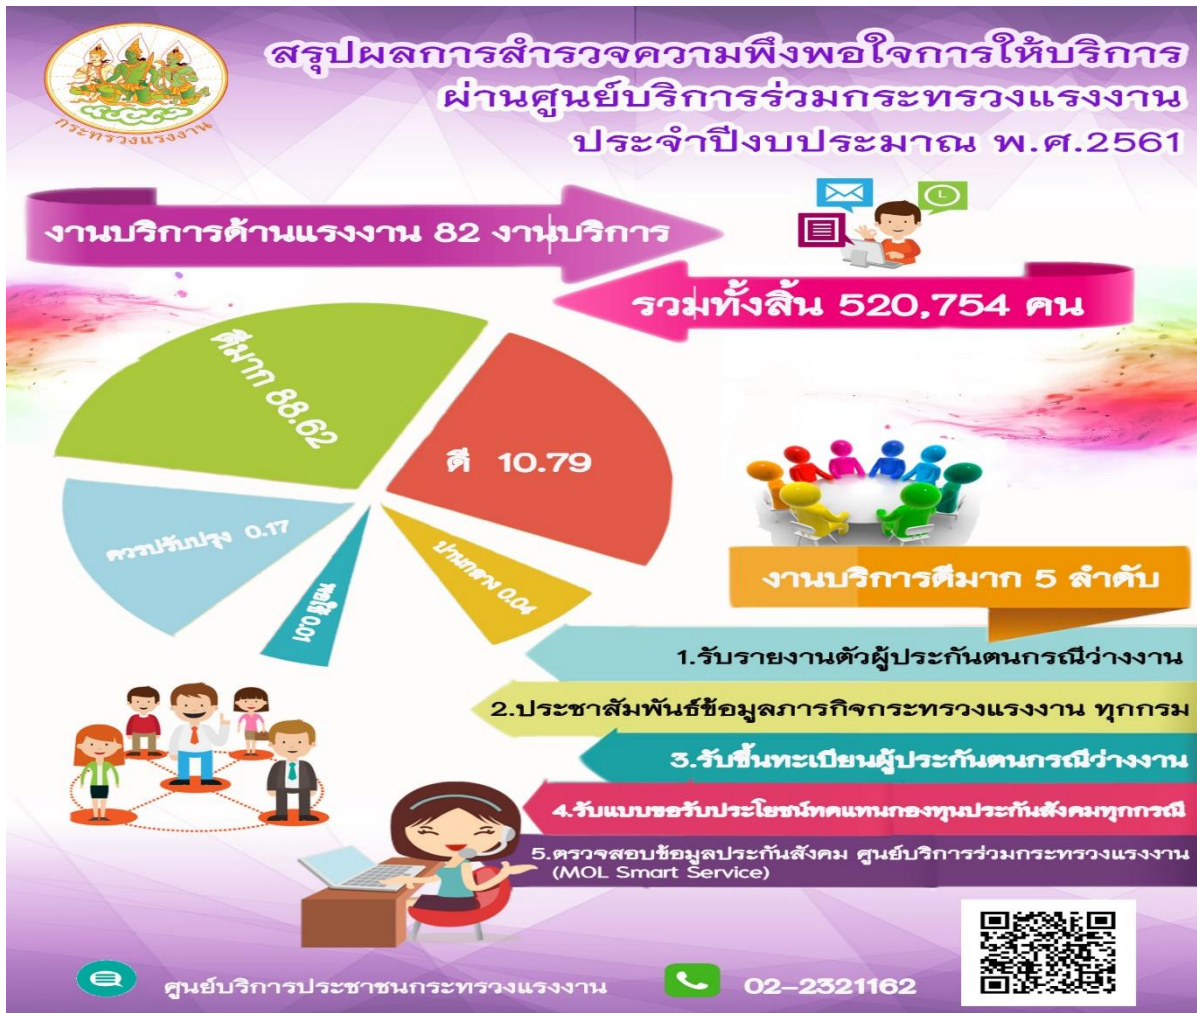 สรุปผลการสำรวจความพึงพอใจการให้บริการ
ผ่านศูนย์บริการร่วมกระทรวงแรงงาน
ประจำปีงบประมาณ พ.ศ.2561
กระทรวงแรงงาน
งานบริการด้านแรงงาน 82 งานบริการ
รวมทั้งสิ้น 520,754 คน
ดีมาก 88.62
ดี 10.79
ควรปรับปรุง 0.17
พอใช้ 0.01
ปานกลาง 0.04
งานบริการดีมาก 5 ลำดับ
1.รับรายงานตัวผู้ประกันตนกรณีว่างงาน
2.ประชาสัมพันธ์ข้อมูลภารกิจกระทรวงแรงงาน ทุกกรม
3.รับขึ้นทะเบียนผู้ประกันตนกรณีว่างงาน
4.รับแบบขอรับประโยชน์ทดแทนกองทุนประกันสังคมทุกกรณี
5.ตรวจสอบข้อมูลประกันสังคม ศูนย์บริการร่วมกระทรวงแรงงาน
(MOL Smart Service)
ศูนย์บริการประชาชนกระทรวงแรงงาน
02-2321162